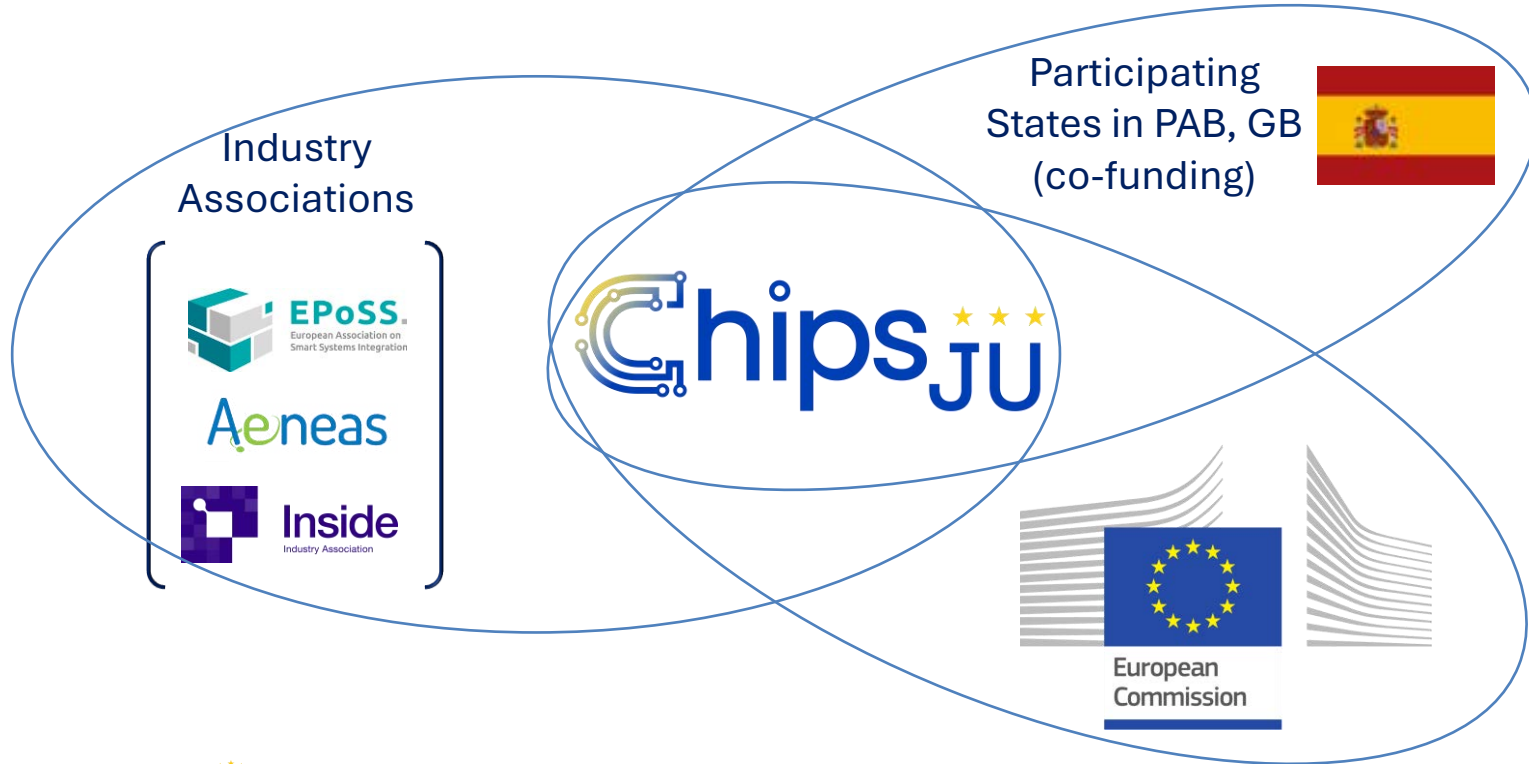 Industry
Associations
EPoSS.
European Association on
Smart Systems Integration
Aeneas
Inside
Industry Association
Chips
JU
Participating
States in PAB, GB
(co-funding)
European
Commission